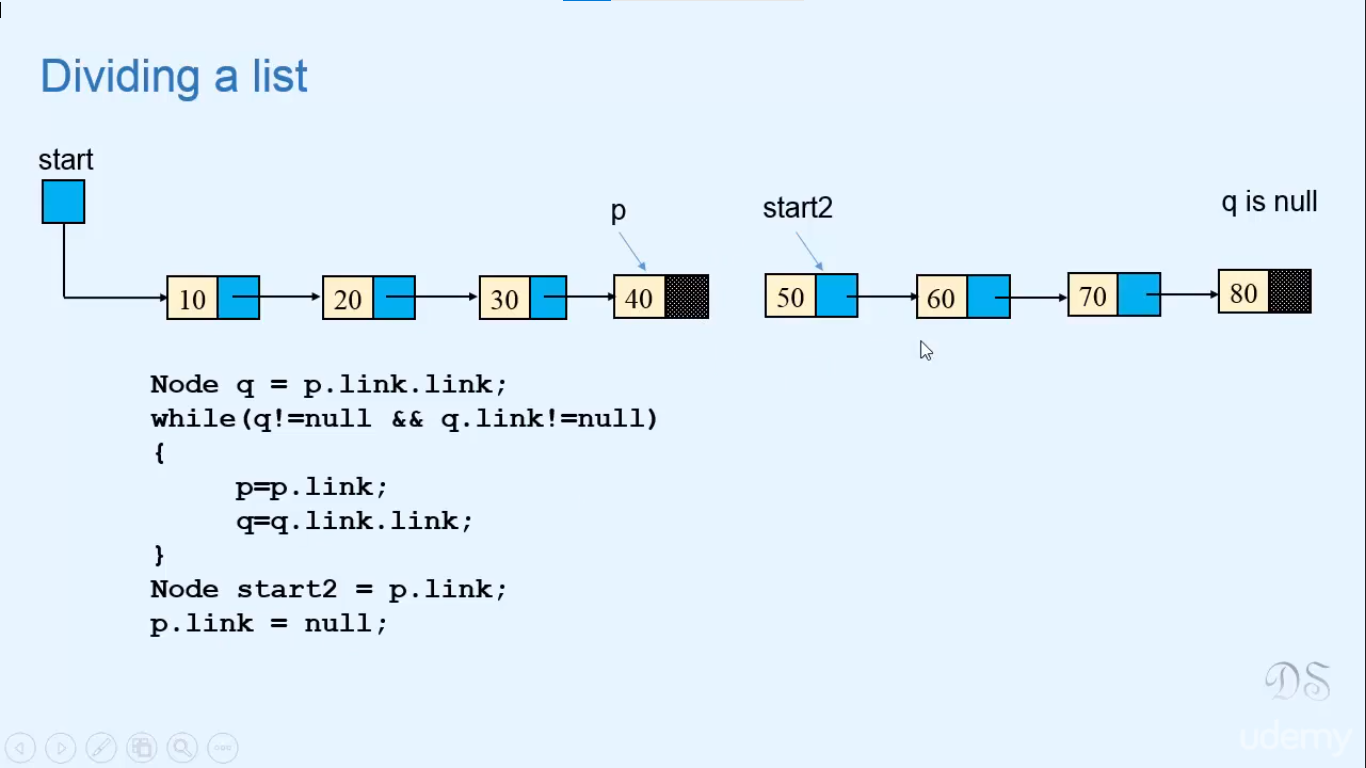 Dividing a list
start
p
start2
q is null
10
20
30
40
50
60
70
80
Node q = p.link.link;
while(q!=null && q.link!=null)
{
p=p.link;
q=q.link.link;
}
Node start2 = p.link;
p.link = null;
DS
udemy